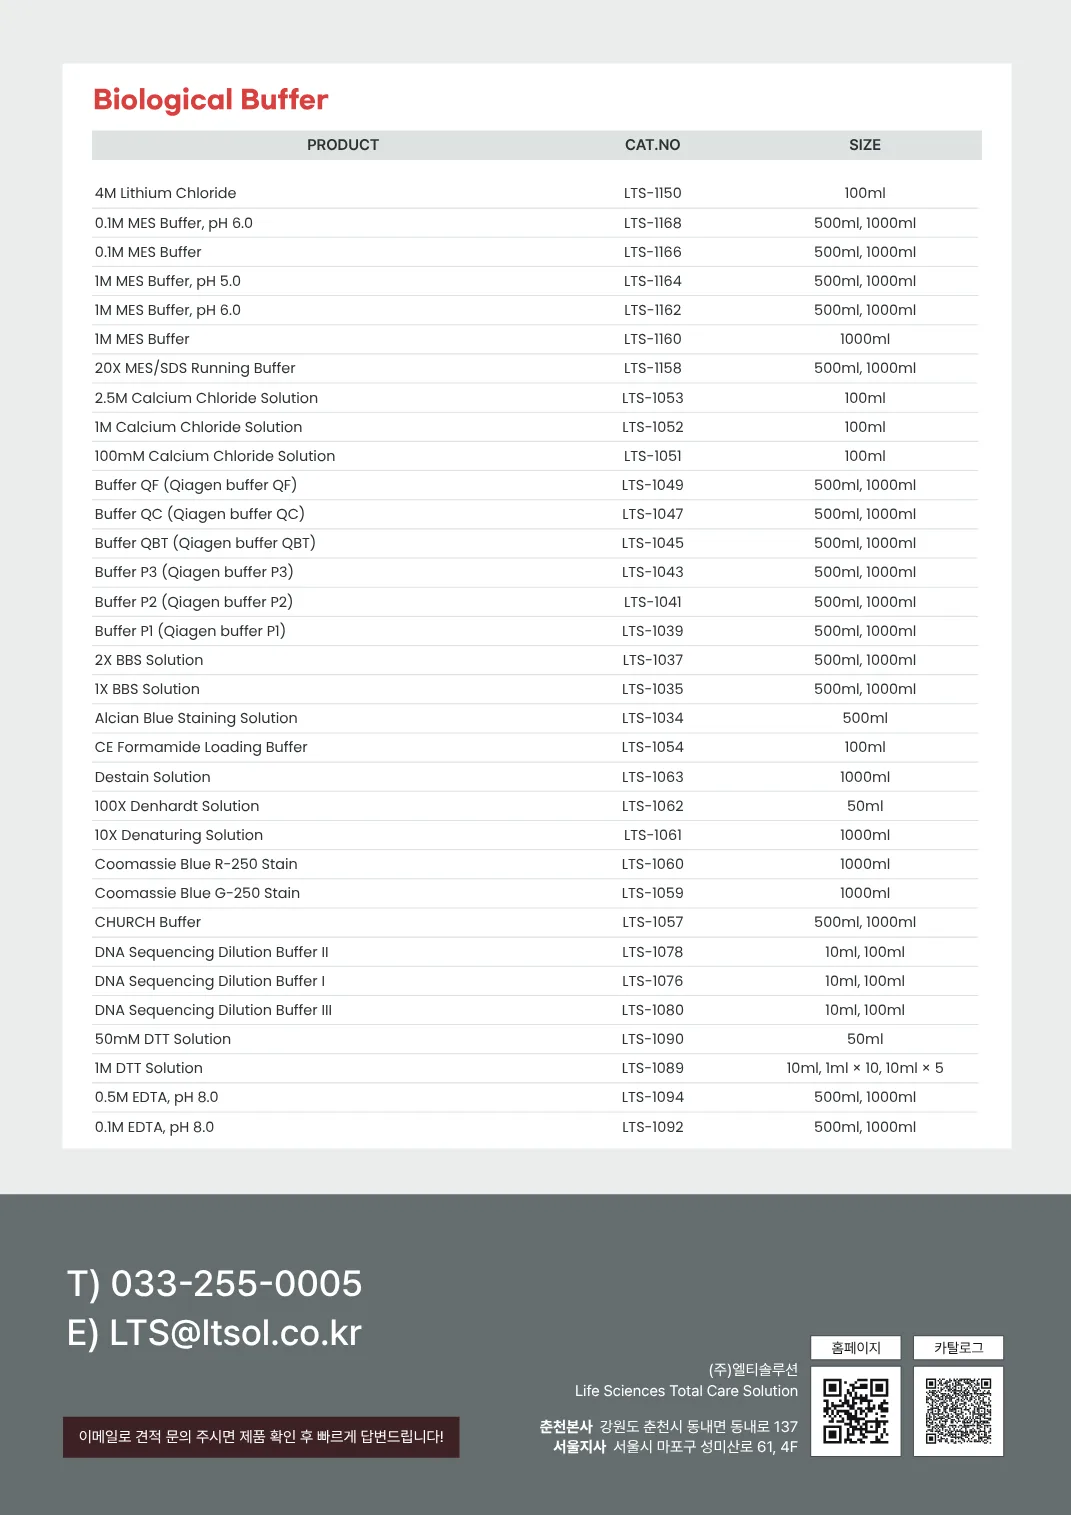 Biological Buffer
PRODUCT CAT.NO SIZE
4M Lithium Chloride LTS-1150 100ml
0.1M MES Buffer, pH 6.0 LTS-1168 500ml, 1000ml
0.1M MES Buffer LTS-1166 500ml, 1000ml
1M MES Buffer, pH 5.0 LTS-1164 500ml, 1000ml
1M MES Buffer, pH 6.0 LTS-1162 500ml, 1000ml
1M MES Buffer LTS-1160 1000ml
20X MES/SDS Running Buffer LTS-1158 500ml, 1000ml
2.5M Calcium Chloride Solution LTS-1053 100ml
1M Calcium Chloride Solution LTS-1052 100ml
100mM Calcium Chloride Solution LTS-1051 100ml
Buffer QF (Qiagen buffer QF) LTS-1049 500ml, 1000ml
Buffer QC (Qiagen buffer QC) LTS-1047 500ml, 1000ml
Buffer QBT (Qiagen buffer QBT) LTS-1045 500ml, 1000ml
Buffer P3 (Qiagen buffer P3) LTS-1043 500ml, 1000ml
Buffer P2 (Qiagen buffer P2) LTS-1041 500ml, 1000ml
Buffer P1 (Qiagen buffer P1) LTS-1039 500ml, 1000ml
2X BBS Solution LTS-1037 500ml, 1000ml
1X BBS Solution LTS-1035 500ml, 1000ml
Alcian Blue Staining Solution LTS-1034 500ml
CE Formamide Loading Buffer LTS-1054 100ml
Destain Solution LTS-1063 1000ml
100X Denhardt Solution LTS-1062 50ml
10X Denaturing Solution LTS-1061 1000ml
Coomassie Blue R-250 Stain LTS-1060 1000ml
Coomassie Blue G-250 Stain LTS-1059 1000ml
CHURCH Buffer LTS-1057 500ml, 1000ml
DNA Sequencing Dilution Buffer II LTS-1078 10ml, 100ml
DNA Sequencing Dilution Buffer I LTS-1076 10ml, 100ml
DNA Sequencing Dilution Buffer III LTS-1080 10ml, 100ml
50mM DTT Solution LTS-1090 50ml
1M DTT Solution LTS-1089 10ml, 1ml × 10, 10ml × 5
0.5M EDTA, pH 8.0 LTS-1094 500ml, 1000ml
0.1M EDTA, pH 8.0 LTS-1092 500ml, 1000ml
T) 033-255-0005
E) LTS@ltsol.co.kr
이메일로 견적 문의 주시면 제품 확인 후 빠르게 답변드립니다!
(주)엘티솔루션
Life Sciences Total Care Solution
춘천본사 강원도 춘천시 동내면 동내로 137
서울지사 서울시 마포구 성미산로 61, 4F
홈페이지 카탈로그